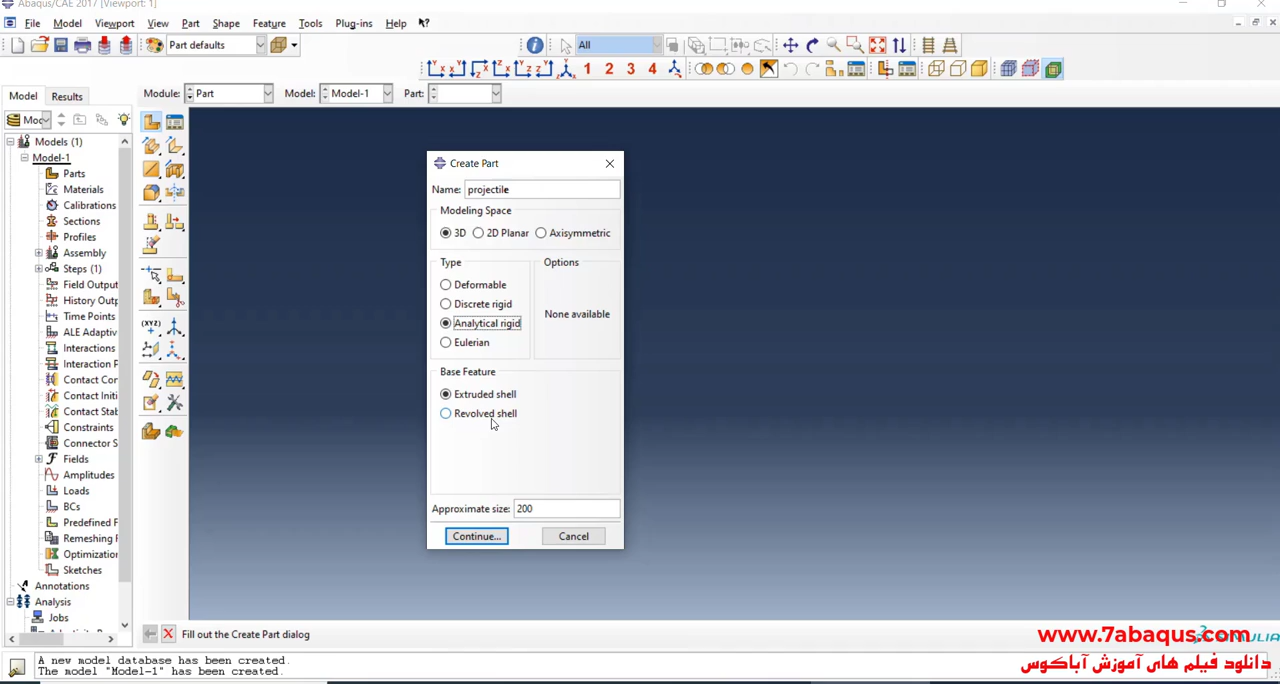 Abaqus/CAE 2017 [Viewport: 1]
File Model Viewport View Part Shape Feature Tools Plug-ins Help
Part defaults All
1 2 3 4
Model Results Module: Part Model: Model-1 Part:
Models (1)
Model-1
Parts
Materials
Calibrations
Sections
Profiles
Assembly
Steps (1)
Field Output
History Outp
Time Points
ALE Adaptiv
Interactions
Interaction P
Contact Con
Contact Initi
Contact Stab
Constraints
Connector S
Fields
Amplitudes
Loads
BCs
Predefined F
Remeshing F
Optimization
Sketches
Annotations
Analysis
Jobs
(XYZ)
Create Part
Name: projectile
Modeling Space
3D 2D Planar Axisymmetric
Type
Deformable
Discrete rigid
Analytical rigid
Eulerian
Options
None available
Base Feature
Extruded shell
Revolved shell
Approximate size: 200
Continue... Cancel
Fill out the Create Part dialog
www.7abaqus.com
دانلود فیلم های آموزش آباکوس
A new model database has been created.
The model "Model-1" has been created.